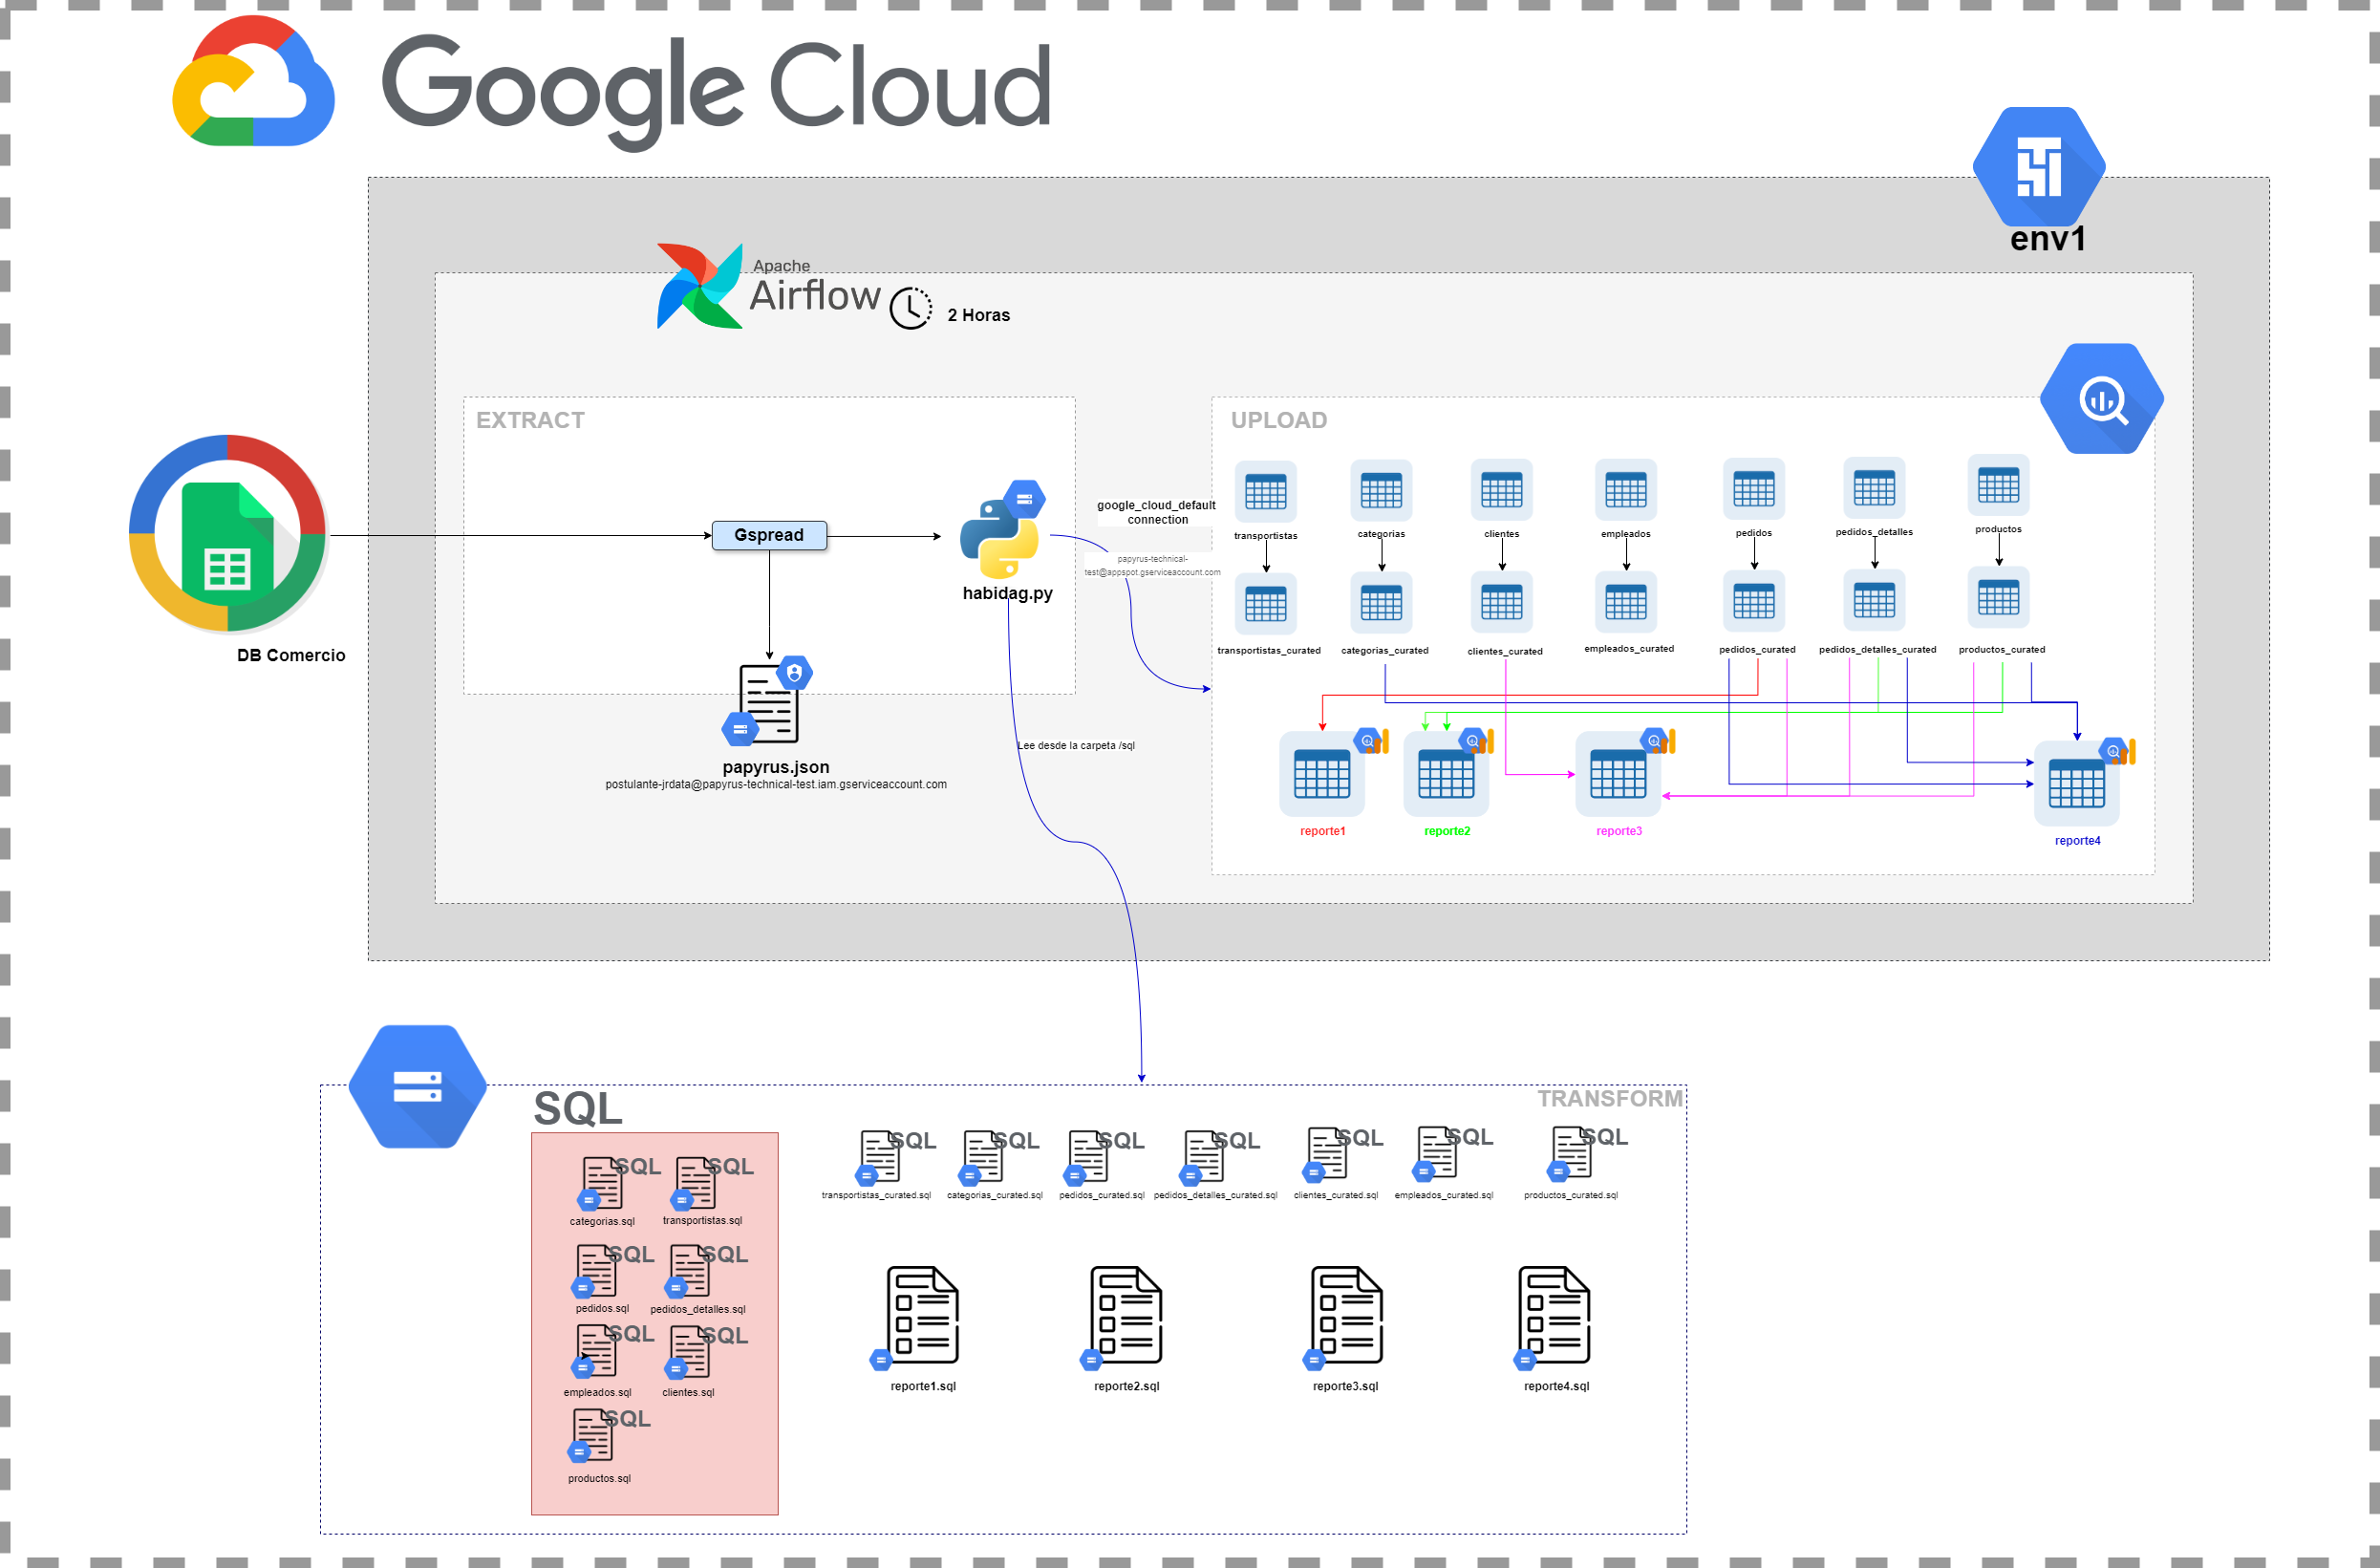 Google Cloud
env1
Apache
Airflow
2 Horas
EXTRACT
UPLOAD
Gspread
habidag.py
google_cloud_default
connection
papyrus-technical-
test@appspot.gserviceaccount.com
DB Comercio
papyrus.json
postulante-jrdata@papyrus-technical-test.iam.gserviceaccount.com
Lee desde la carpeta /sql
transportistas
categorias
clientes
empleados
pedidos
pedidos_detalles
productos
transportistas_curated
categorias_curated
clientes_curated
empleados_curated
pedidos_curated
pedidos_detalles_curated
productos_curated
reporte1
reporte2
reporte3
reporte4
SQL
TRANSFORM
SQL
categorias.sql
SQL
transportistas.sql
SQL
pedidos.sql
SQL
pedidos_detalles.sql
SQL
empleados.sql
SQL
clientes.sql
SQL
productos.sql
SQL
transportistas_curated.sql
SQL
categorias_curated.sql
SQL
pedidos_curated.sql
SQL
pedidos_detalles_curated.sql
SQL
clientes_curated.sql
SQL
empleados_curated.sql
SQL
productos_curated.sql
reporte1.sql
reporte2.sql
reporte3.sql
reporte4.sql